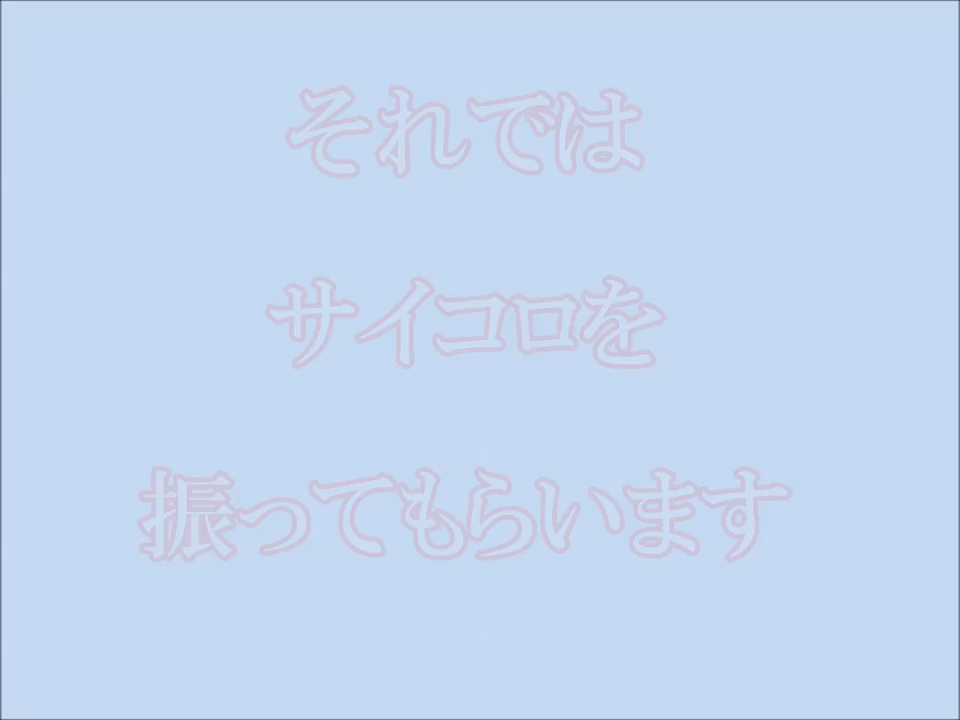 それでは
サイコロを
振ってもらいます